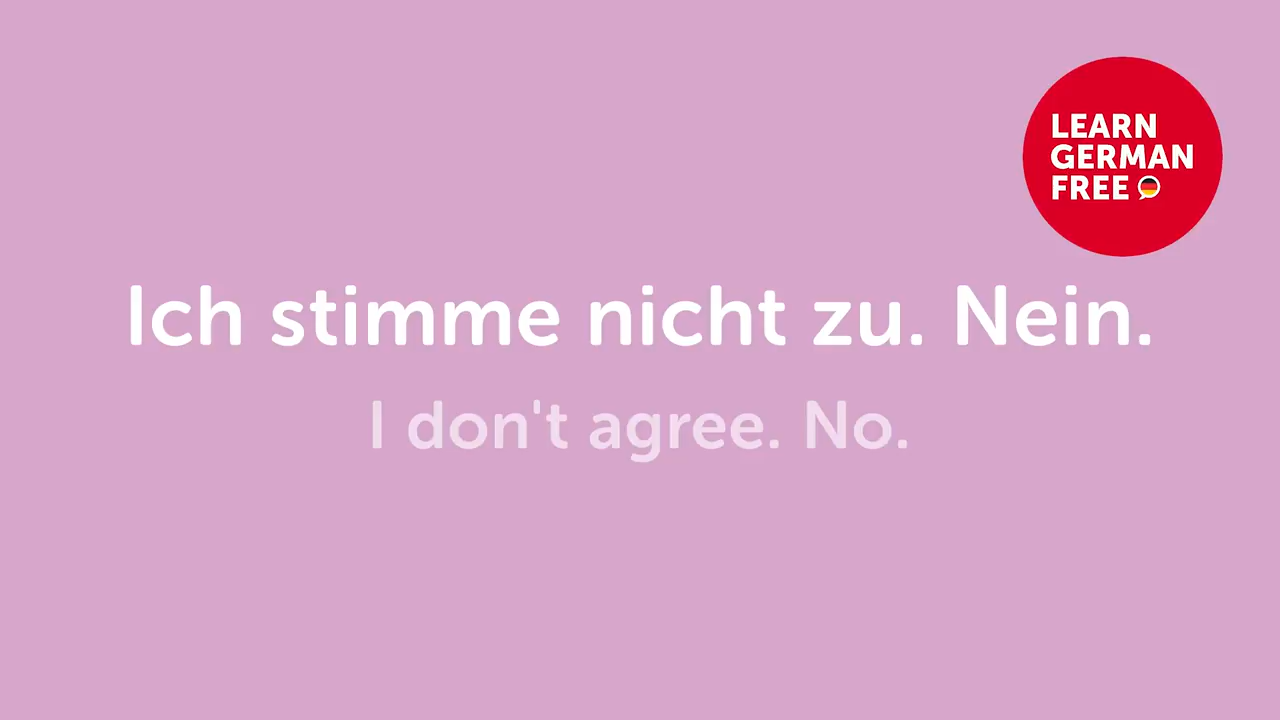 LEARN
GERMAN
FREE
Ich stimme nicht zu. Nein.
I don't agree. No.